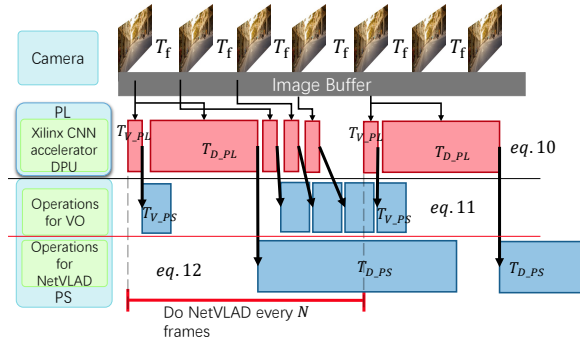 Camera
T_f T_f T_f T_f T_f T_f
Image Buffer
PL
Xilinx CNN
accelerator
DPU
T_V_PL
T_D_PL
T_V_PL
T_D_PL
eq.10
Operations
for VO
T_V_PS
T_V_PS
eq.11
Operations
for
NetVLAD
PS
eq.12
T_D_PS
T_D_PS
Do NetVLAD every N
frames